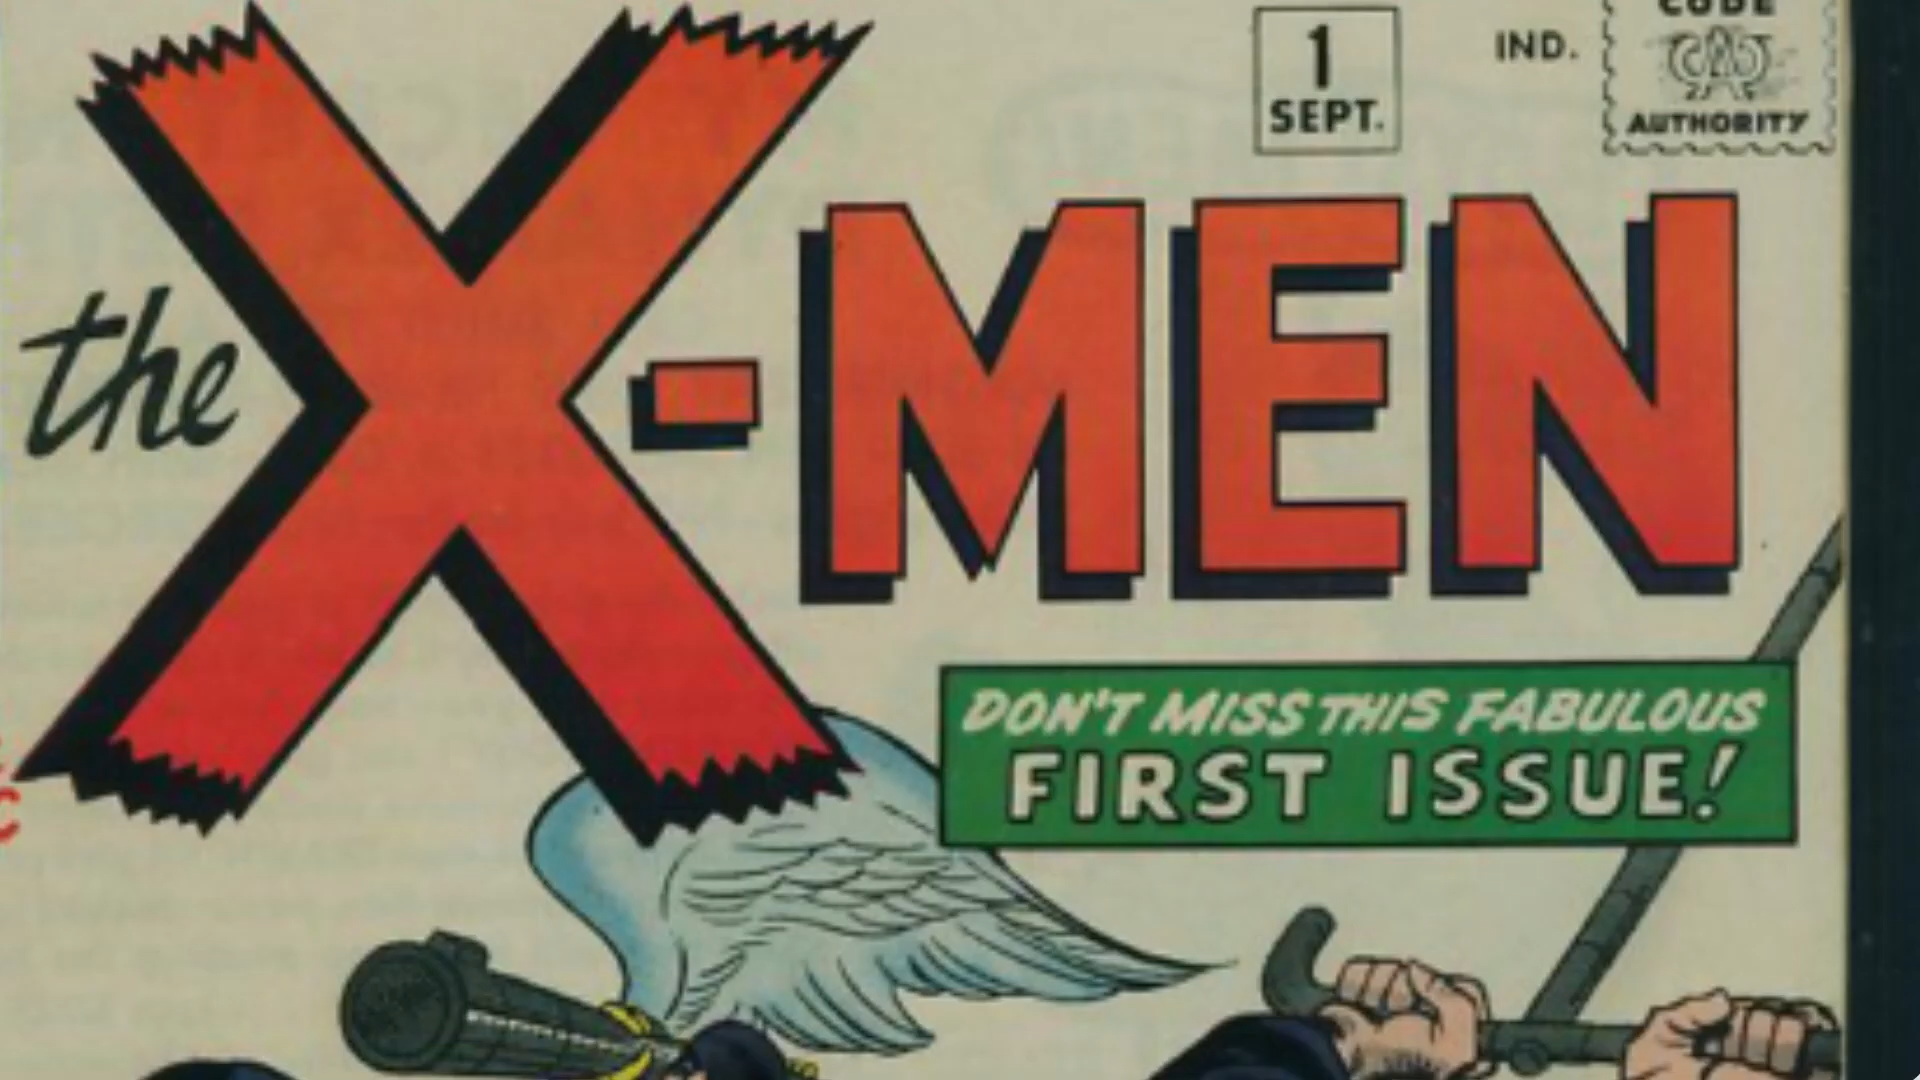 CODE
1
IND.
SEPT.
AUTHORITY
the X-MEN
DON'T MISS THIS FABULOUS
FIRST ISSUE!
C